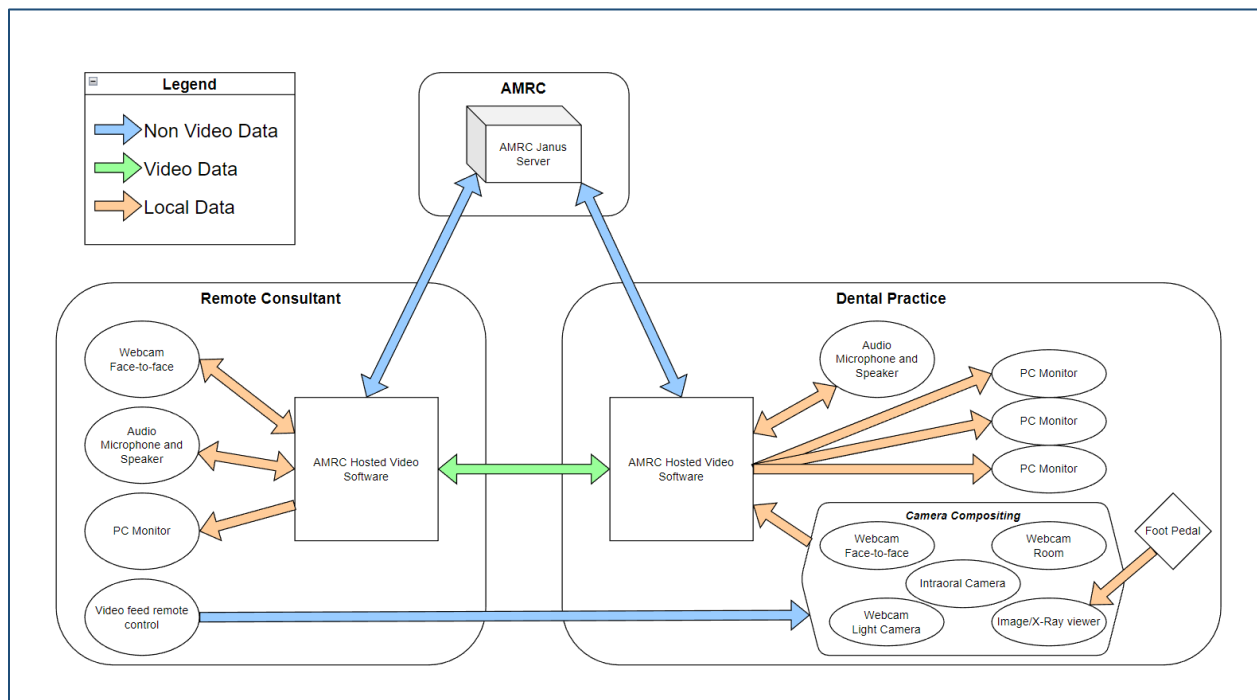 Legend
Non Video Data
Video Data
Local Data
AMRC
AMRC Janus
Server
Remote Consultant
Webcam
Face-to-face
Audio
Microphone and
Speaker
PC Monitor
Video feed remote
control
AMRC Hosted Video
Software
Dental Practice
AMRC Hosted Video
Software
Audio
Microphone and
Speaker
PC Monitor
PC Monitor
PC Monitor
Camera Compositing
Webcam
Face-to-face
Webcam
Room
Intraoral Camera
Webcam
Light Camera
Image/X-Ray viewer
Foot Pedal